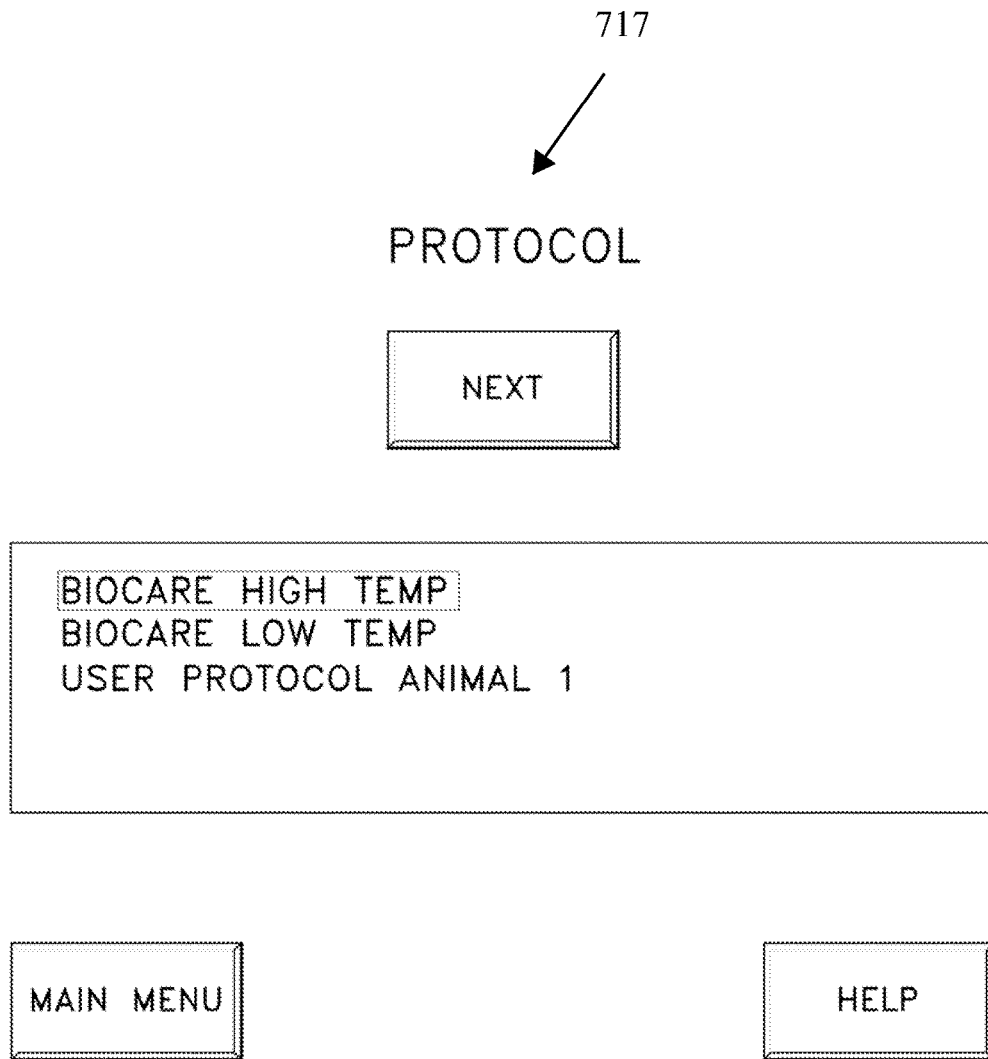 717
PROTOCOL
NEXT
BIOCARE HIGH TEMP
BIOCARE LOW TEMP
USER PROTOCOL ANIMAL 1
MAIN MENU
HELP